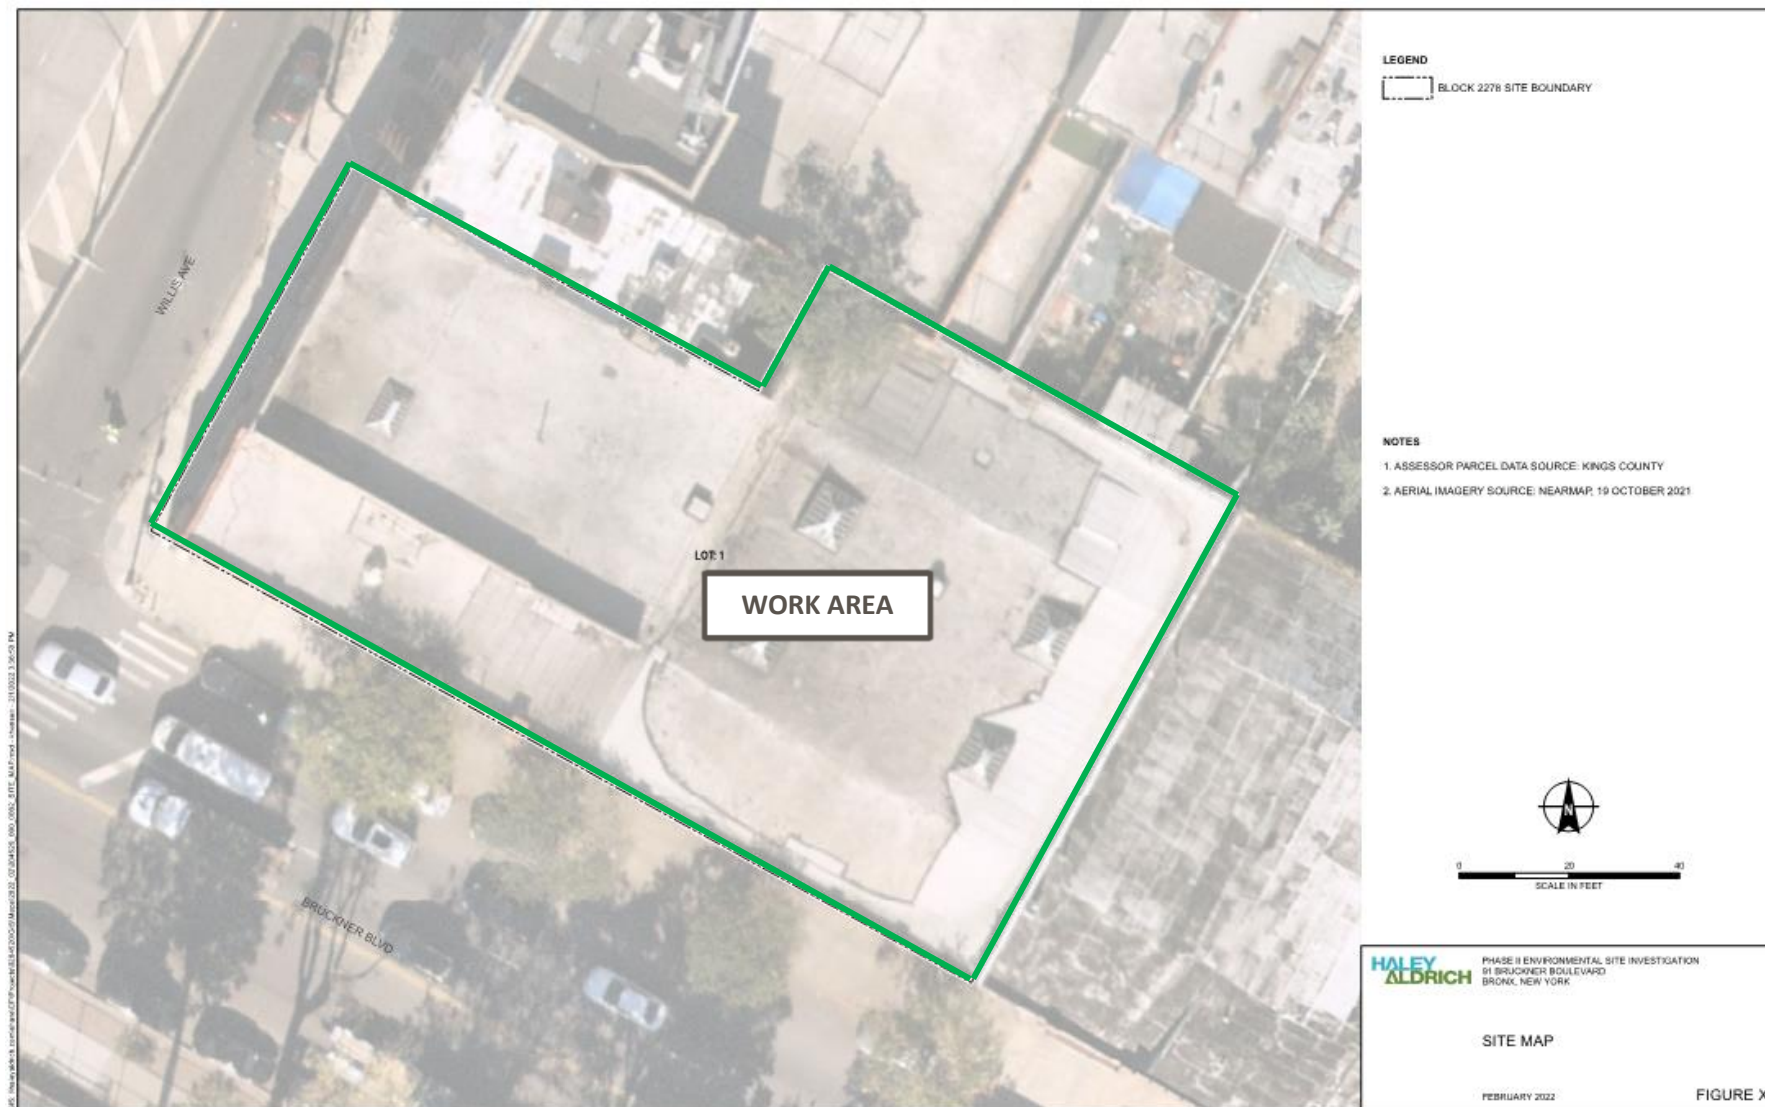 LEGEND
BLOCK 2278 SITE BOUNDARY
WILLIS AVE
NOTES
1. ASSESSOR PARCEL DATA SOURCE: KINGS COUNTY
2. AERIAL IMAGERY SOURCE: NEARMAP, 19 OCTOBER 2021
LOT: 1
WORK AREA
BRUCKNER BLVD
N
0 20 40
SCALE IN FEET
HALEY
ALDRICH
PHASE II ENVIRONMENTAL SITE INVESTIGATION
91 BRUCKNER BOULEVARD
BRONX, NEW YORK
SITE MAP
FEBRUARY 2022
FIGURE X